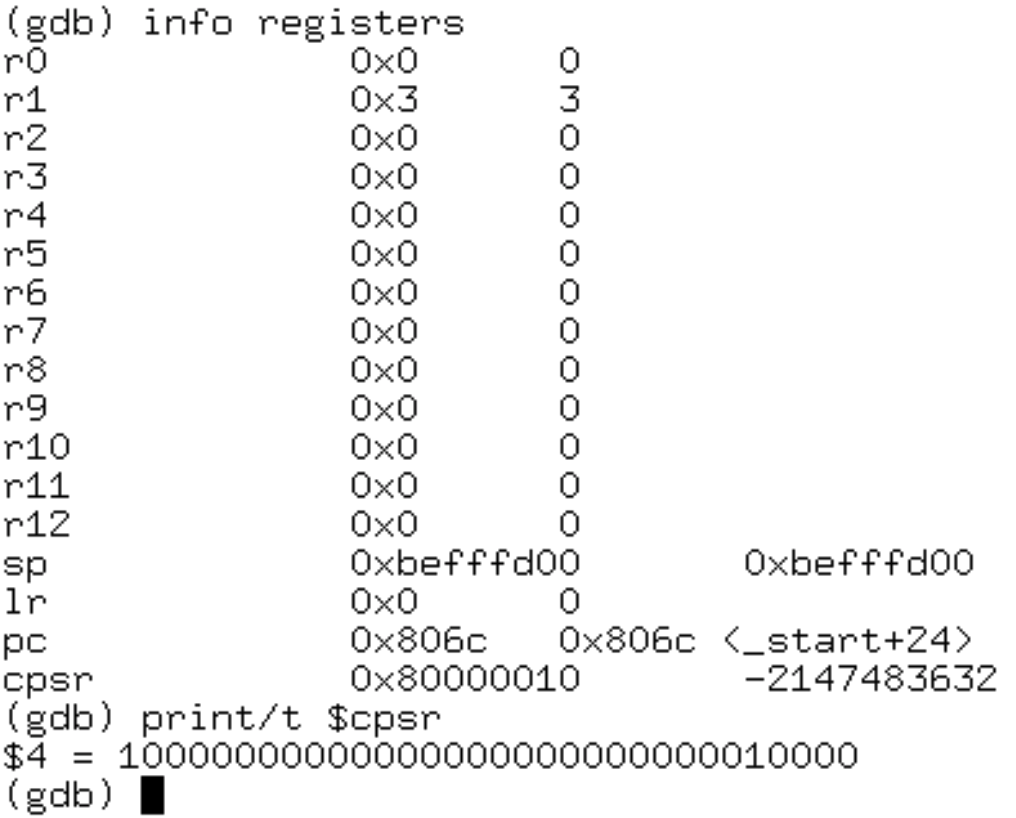 (gdb) info registers
r0 0x0 0
r1 0x3 3
r2 0x0 0
r3 0x0 0
r4 0x0 0
r5 0x0 0
r6 0x0 0
r7 0x0 0
r8 0x0 0
r9 0x0 0
r10 0x0 0
r11 0x0 0
r12 0x0 0
sp 0xbefffd00 0xbefffd00
lr 0x0 0
pc 0x806c 0x806c <_start+24>
cpsr 0x80000010 -2147483632
(gdb) print/t $cpsr
$4 = 10000000000000000000000000010000
(gdb)